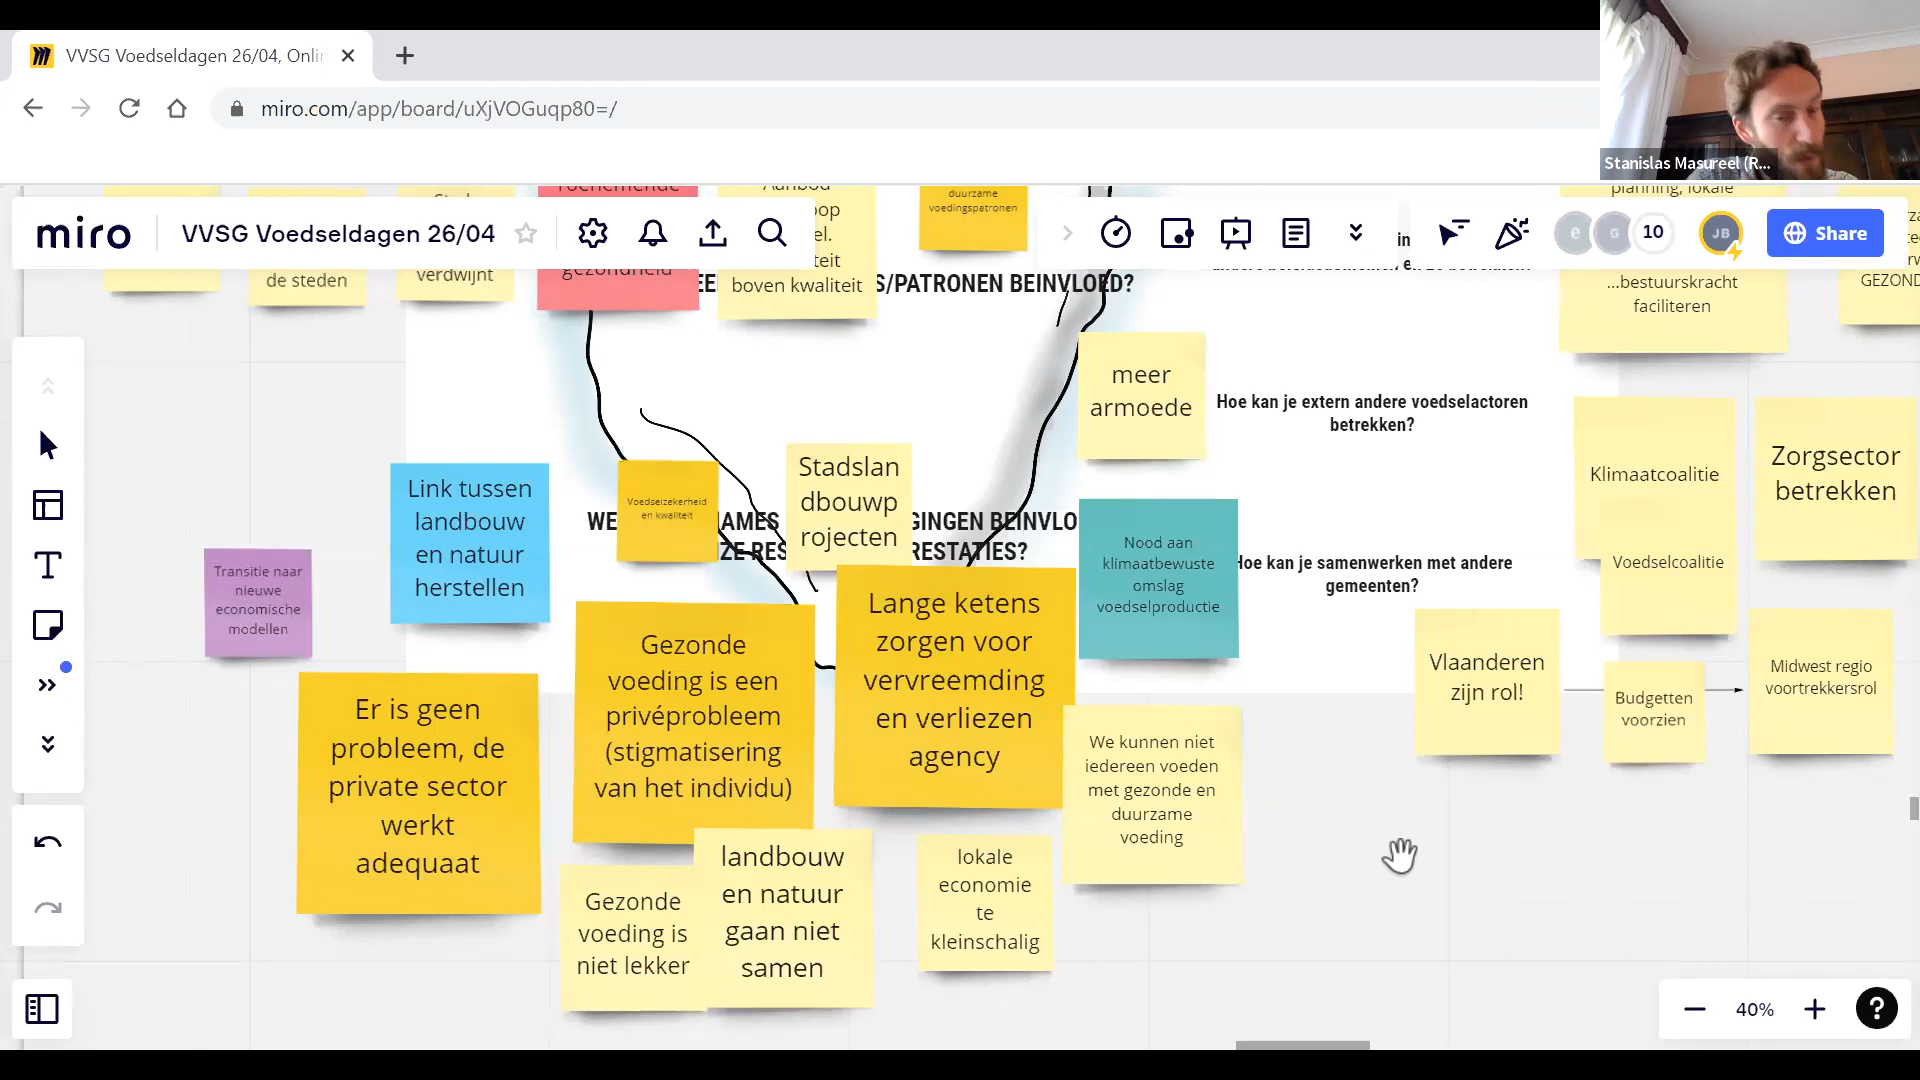 VVSG Voedseldagen 26/04, Onli
miro.com/app/board/uXjVOGuqp80=/
Stanislas Masureel (R...
miro
VVSG Voedseldagen 26/04
10
JB
Share
de steden
verdwijnt
gezondheid
boven kwaliteit
duurzame
voedingspatronen
S/PATRONEN BEINVLOED?
planning, lokale
...bestuurskracht
faciliteren
meer
armoede
Hoe kan je extern andere voedselactoren
betrekken?
Klimaatcoalitie
Zorgsector
betrekken
Voedselcoalitie
Link tussen
landbouw
en natuur
herstellen
Voedselzekerheid
en kwaliteit
Stadslan
dbouwp
rojecten
Nood aan
klimaatbewuste
omslag
voedselproductie
Hoe kan je samenwerken met andere
gemeenten?
Transitie naar
nieuwe
economische
modellen
Gezonde
voeding is een
privéprobleem
(stigmatisering
van het individu)
Lange ketens
zorgen voor
vervreemding
en verliezen
agency
Vlaanderen
zijn rol!
Budgetten
voorzien
Midwest regio
voortrekkersrol
Er is geen
probleem, de
private sector
werkt
adequaat
We kunnen niet
iedereen voeden
met gezonde en
duurzame
voeding
Gezonde
voeding is
niet lekker
landbouw
en natuur
gaan niet
samen
lokale
economie
te
kleinschalig
40%